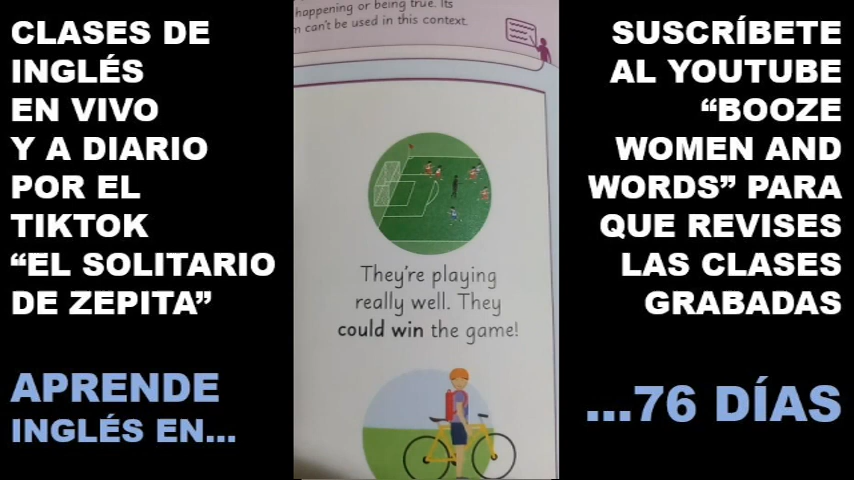 CLASES DE
INGLÉS
EN VIVO
Y A DIARIO
POR EL
TIKTOK
“EL SOLITARIO
DE ZEPITA”
APRENDE
INGLÉS EN...
happening or being true. Its
can't be used in this context.
They're playing
really well. They
could win the game!
SUSCRÍBETE
AL YOUTUBE
“BOOZE
WOMEN AND
WORDS” PARA
QUE REVISES
LAS CLASES
GRABADAS
...76 DÍAS